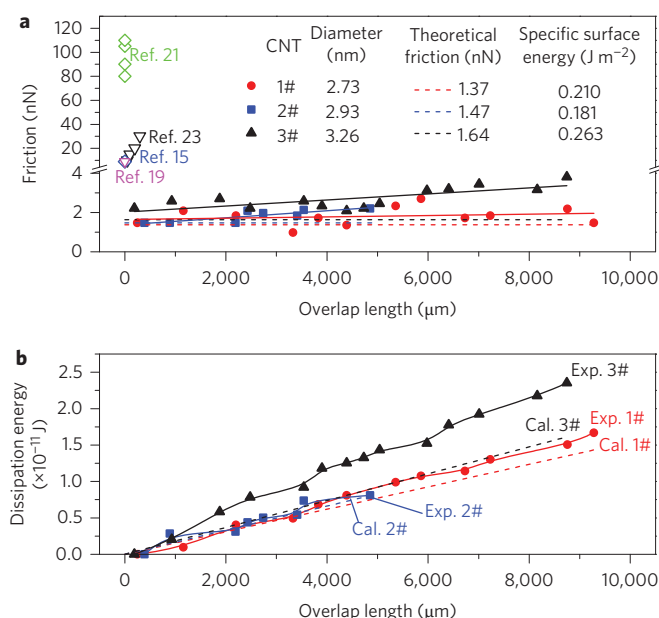 a
120
100
80
60
40
20
4
2
0
Friction (nN)
Ref. 21
Ref. 23
Ref. 15
Ref. 19
CNT Diameter (nm) Theoretical friction (nN) Specific surface energy (J m−2)
1# 2.73 1.37 0.210
2# 2.93 1.47 0.181
3# 3.26 1.64 0.263
0 2,000 4,000 6,000 8,000 10,000
Overlap length (μm)
b
2.5
2.0
1.5
1.0
0.5
0.0
Dissipation energy
(×10−11 J)
Exp. 3#
Cal. 3#
Exp. 1#
Cal. 1#
Exp. 2#
Cal. 2#
0 2,000 4,000 6,000 8,000 10,000
Overlap length (μm)